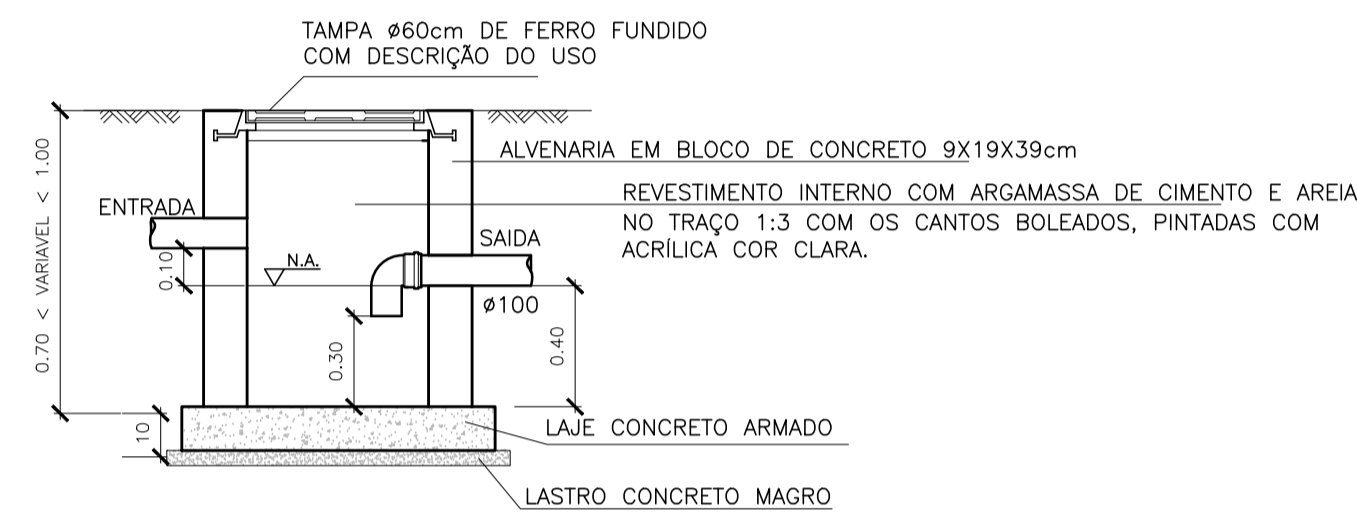 TAMPA ø60cm DE FERRO FUNDIDO
COM DESCRIÇÃO DO USO
ALVENARIA EM BLOCO DE CONCRETO 9X19X39cm
REVESTIMENTO INTERNO COM ARGAMASSA DE CIMENTO E AREIA
NO TRAÇO 1:3 COM OS CANTOS BOLEADOS, PINTADAS COM
ACRÍLICA COR CLARA.
0.70 < VARIAVEL < 1.00
ENTRADA
0.10
N.A.
SAIDA
ø100
0.30
0.40
10
LAJE CONCRETO ARMADO
LASTRO CONCRETO MAGRO